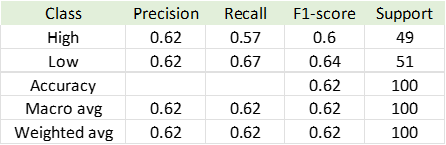 Class Precision Recall F1-score Support
High 0.62 0.57 0.6 49
Low 0.62 0.67 0.64 51
Accuracy 0.62 100
Macro avg 0.62 0.62 0.62 100
Weighted avg 0.62 0.62 0.62 100